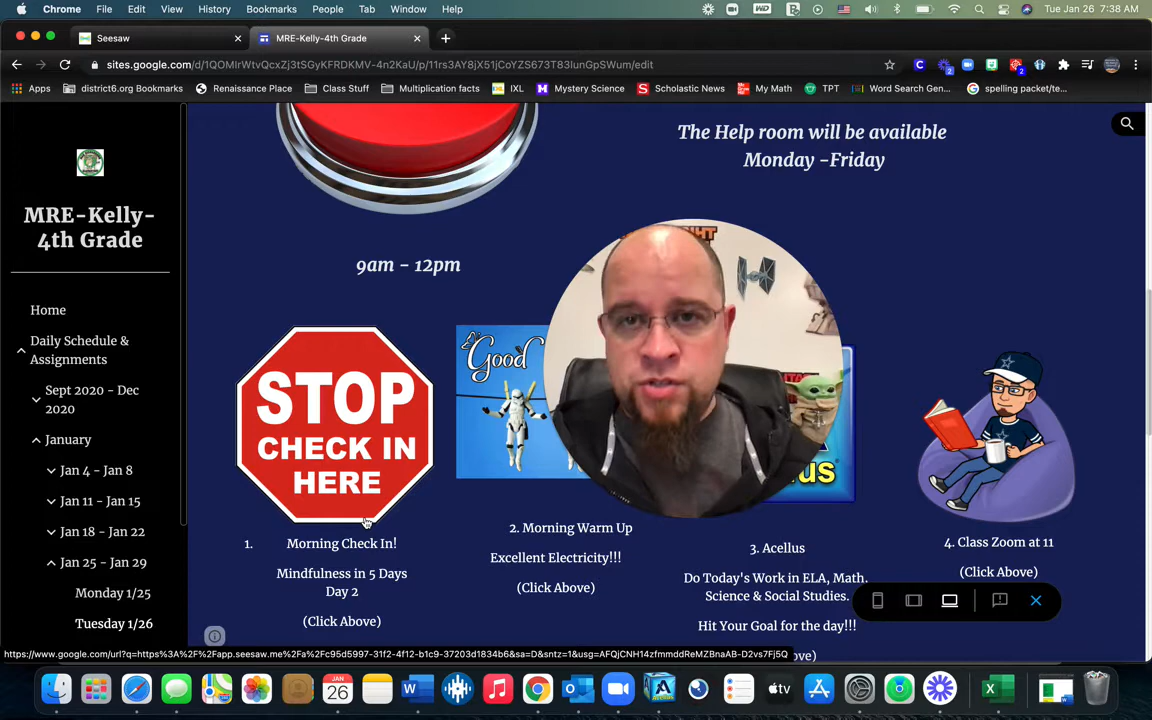 Chrome File Edit View History Bookmarks People Tab Window Help Tue Jan 26 7:38 AM
Seesaw MRE-Kelly-4th Grade
sites.google.com/d/1QOMIrWtvQcxZj3tSGyKFRDKMV-4n2KaU/p/11rs3AY8jX51jCoYZS673T83IunGpSWum/edit
Apps district6.org Bookmarks Renaissance Place Class Stuff Multiplication facts IXL Mystery Science Scholastic News My Math TPT Word Search Gen... spelling packet/te...
MRE-Kelly-
4th Grade
Home
Daily Schedule &
Assignments
Sept 2020 - Dec
2020
January
Jan 4 - Jan 8
Jan 11 - Jan 15
Jan 18 - Jan 22
Jan 25 - Jan 29
Monday 1/25
Tuesday 1/26
The Help room will be available
Monday -Friday
9am - 12pm
STOP
CHECK IN
HERE
Good
1. Morning Check In!
Mindfulness in 5 Days
Day 2
(Click Above)
2. Morning Warm Up
Excellent Electricity!!!
(Click Above)
3. Acellus
Do Today's Work in ELA, Math.
Science & Social Studies.
Hit Your Goal for the day!!!
4. Class Zoom at 11
(Click Above)
https://www.google.com/url?q=https%3A%2F%2Fapp.seesaw.me%2Fa%2Fc95d5997-31f2-4f12-b1c9-37203d1834b6&sa=D&sntz=1&usg=AFQjCNH14zfmmddReMZBnaAB-D2vs7Fj5Q
JAN
26
tv